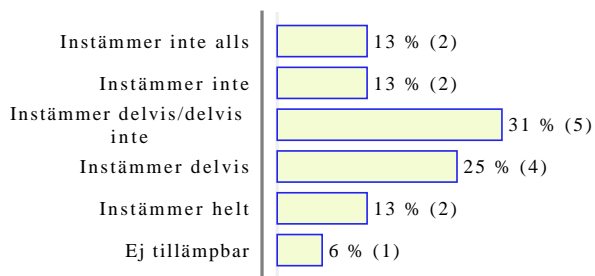 Instämmer inte alls 13 % (2)
Instämmer inte 13 % (2)
Instämmer delvis/delvis
inte 31 % (5)
Instämmer delvis 25 % (4)
Instämmer helt 13 % (2)
Ej tillämpbar 6 % (1)